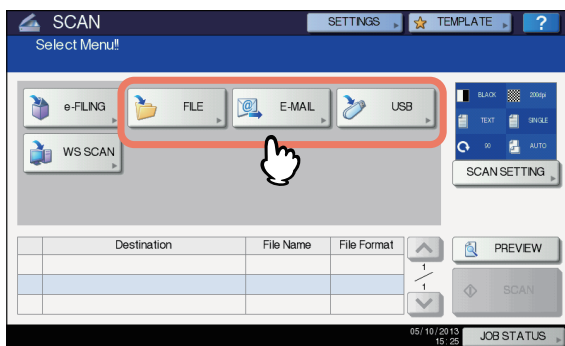 SCAN SETTINGS TEMPLATE ?
Select Menu!!
e-FILING FILE E-MAIL USB
WS SCAN
BLACK 200dpi
TEXT SINGLE
90 AUTO
SCAN SETTING
Destination File Name File Format
1
1
PREVIEW
SCAN
05/10/2013
15:25
JOB STATUS